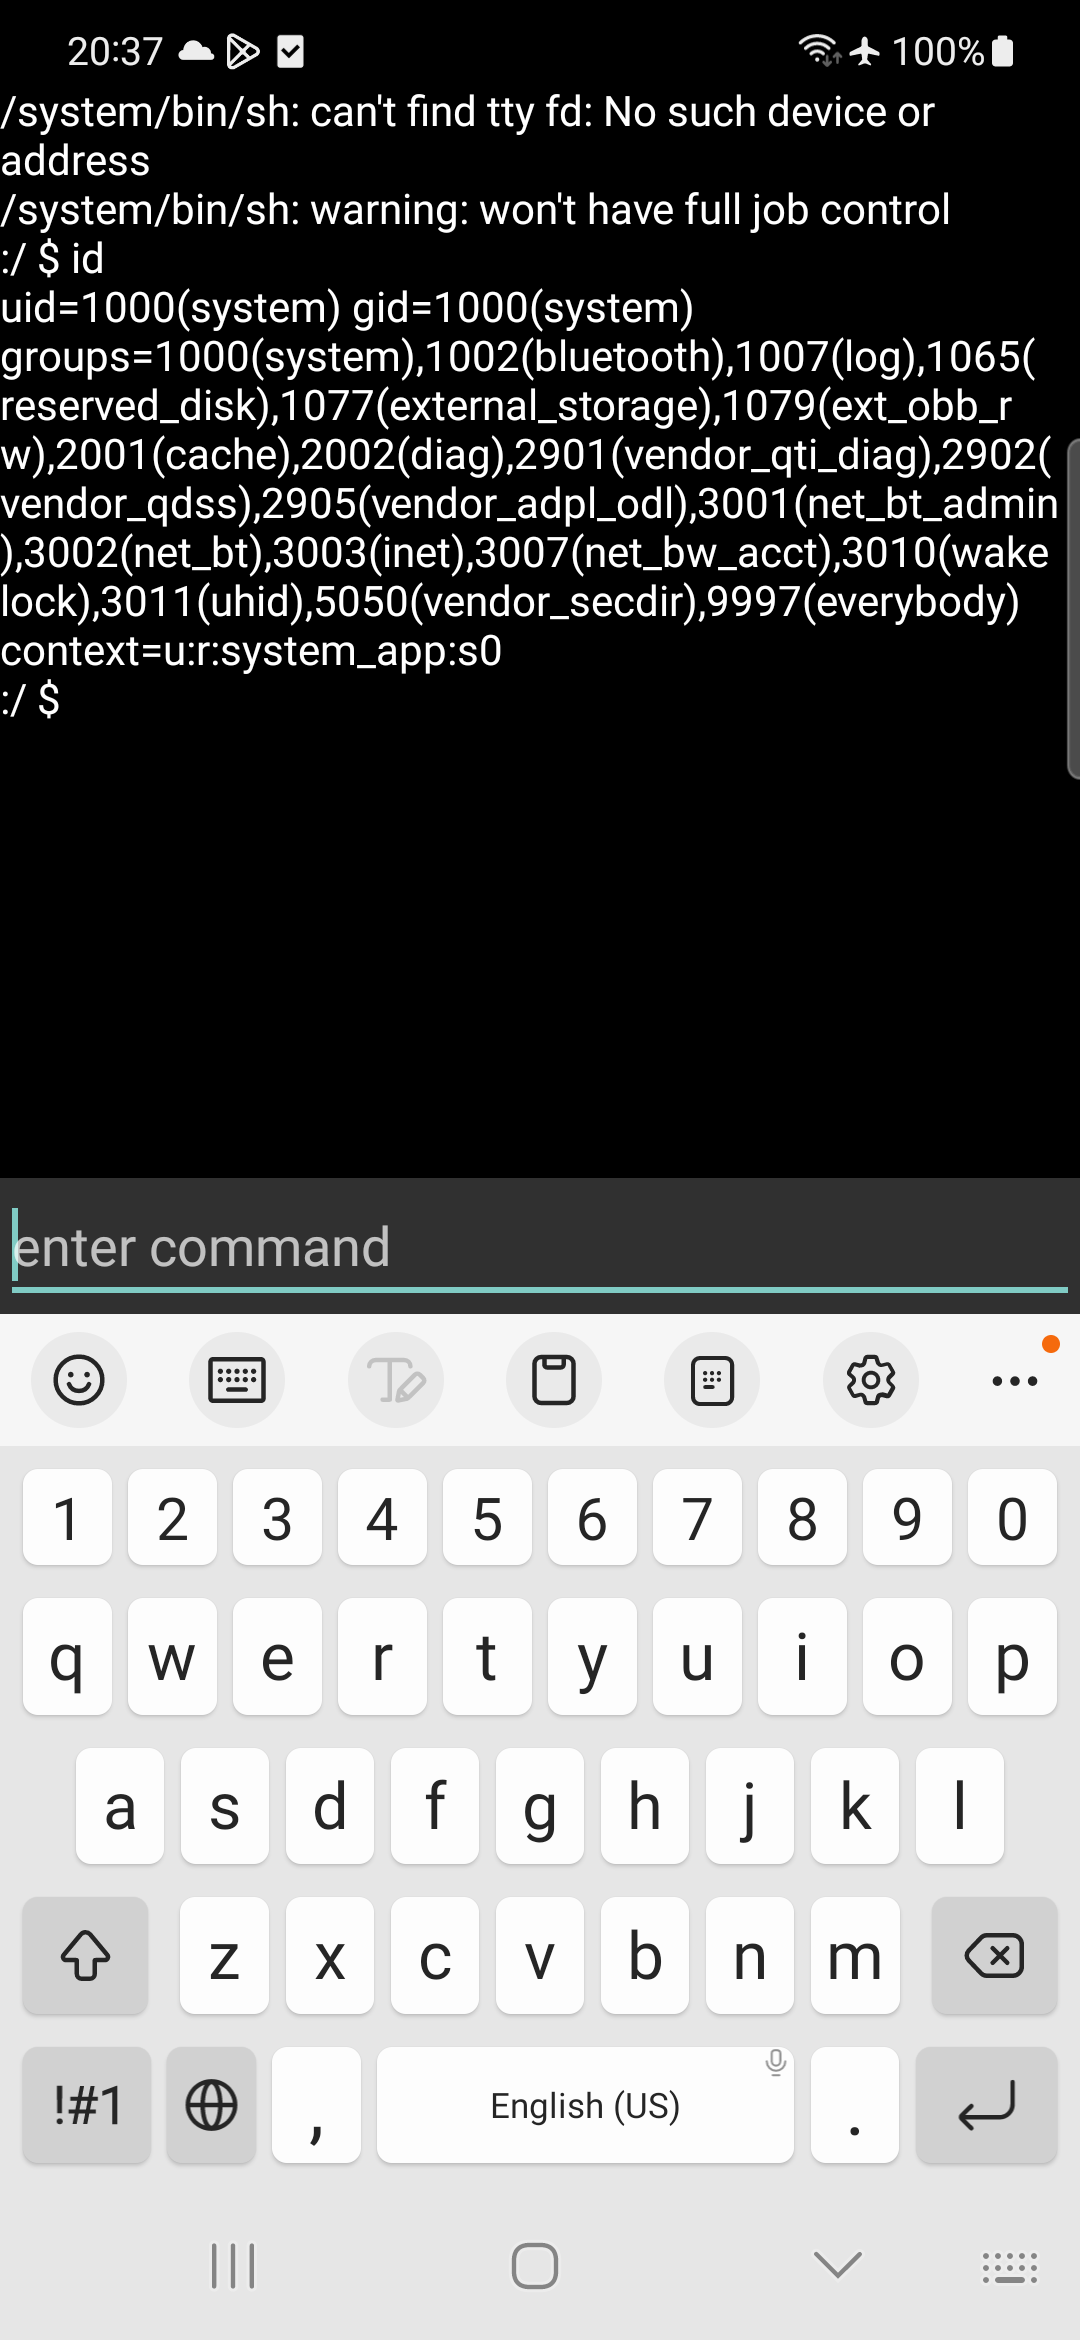 20:37 100%
/system/bin/sh: can't find tty fd: No such device or
address
/system/bin/sh: warning: won't have full job control
:/ $ id
uid=1000(system) gid=1000(system)
groups=1000(system),1002(bluetooth),1007(log),1065(
reserved_disk),1077(external_storage),1079(ext_obb_r
w),2001(cache),2002(diag),2901(vendor_qti_diag),2902(
vendor_qdss),2905(vendor_adpl_odl),3001(net_bt_admin
),3002(net_bt),3003(inet),3007(net_bw_acct),3010(wake
lock),3011(uhid),5050(vendor_secdir),9997(everybody)
context=u:r:system_app:s0
:/ $
enter command
1 2 3 4 5 6 7 8 9 0
q w e r t y u i o p
a s d f g h j k l
z x c v b n m
!#1 , English (US) .